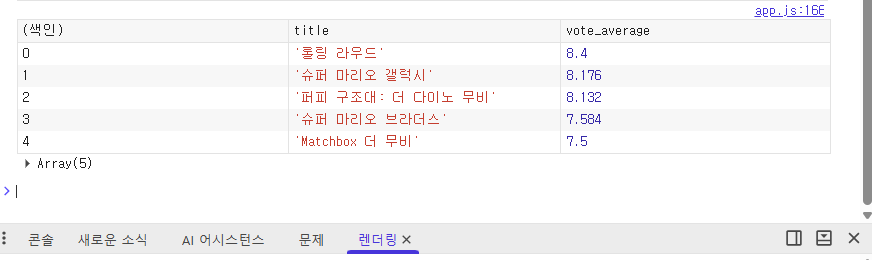 app.js:168
(색인) title vote_average
0 '롤링 라우드' 8.4
1 '슈퍼 마리오 갤럭시' 8.176
2 '퍼피 구조대: 더 다이노 무비' 8.132
3 '슈퍼 마리오 브라더스' 7.584
4 'Matchbox 더 무비' 7.5
▶ Array(5)
>
콘솔 새로운 소식 AI 어시스턴스 문제 렌더링 ×